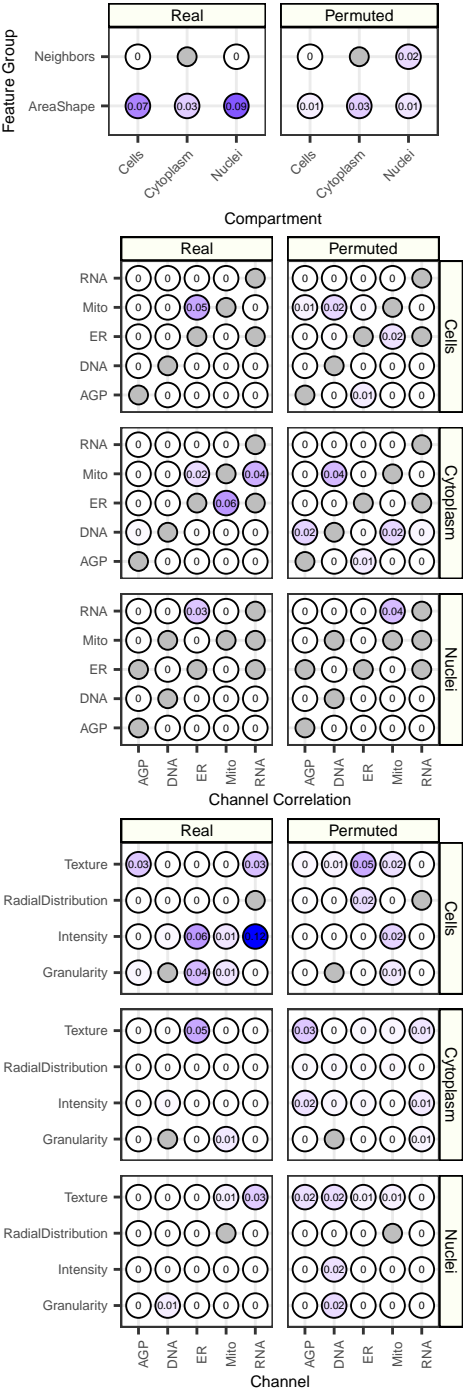 Real Permuted
Feature Group
Neighbors 0 0 0 0.02
AreaShape 0.07 0.03 0.09 0.01 0.03 0.01
Cells Cytoplasm Nuclei Cells Cytoplasm Nuclei
Compartment
Real Permuted
Cells
RNA 0 0 0 0 0 0 0 0
Mito 0 0 0.05 0 0.01 0.02 0 0
ER 0 0 0 0 0 0.02
DNA 0 0 0 0 0 0 0 0
AGP 0 0 0 0 0 0.01 0 0
Cytoplasm
RNA 0 0 0 0 0 0 0 0
Mito 0 0 0.02 0.04 0 0.04 0 0
ER 0 0 0.06 0 0 0
DNA 0 0 0 0 0.02 0 0.02 0
AGP 0 0 0 0 0 0.01 0 0
Nuclei
RNA 0 0 0.03 0 0 0 0 0.04
Mito 0 0 0 0
ER 0 0 0 0
DNA 0 0 0 0 0 0 0 0
AGP 0 0 0 0 0 0 0 0
AGP DNA ER Mito RNA AGP DNA ER Mito RNA
Channel Correlation
Real Permuted
Cells
Texture 0.03 0 0 0 0.03 0 0.01 0.05 0.02 0
RadialDistribution 0 0 0 0 0 0 0.02 0
Intensity 0 0 0.06 0.01 0 0 0 0.02 0
Granularity 0 0.04 0.01 0 0 0 0.01 0
Cytoplasm
Texture 0 0 0.05 0 0 0.03 0 0 0 0.01
RadialDistribution 0 0 0 0 0 0 0 0 0 0
Intensity 0 0 0 0 0 0.02 0 0 0 0.01
Granularity 0 0 0.01 0 0 0 0 0.01
Nuclei
Texture 0 0 0 0.01 0.03 0.02 0.02 0.01 0.01 0
RadialDistribution 0 0 0 0 0 0 0 0
Intensity 0 0 0 0 0 0 0.02 0 0 0
Granularity 0 0.01 0 0 0 0 0.02 0 0 0
AGP DNA ER Mito RNA AGP DNA ER Mito RNA
Channel